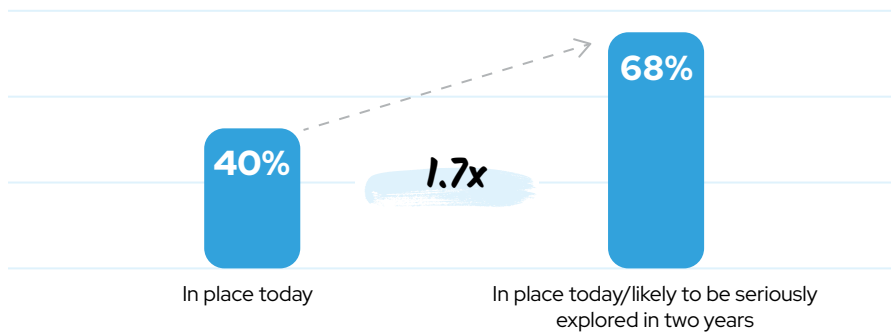 68%
40%
1.7x
In place today
In place today/likely to be seriously
explored in two years